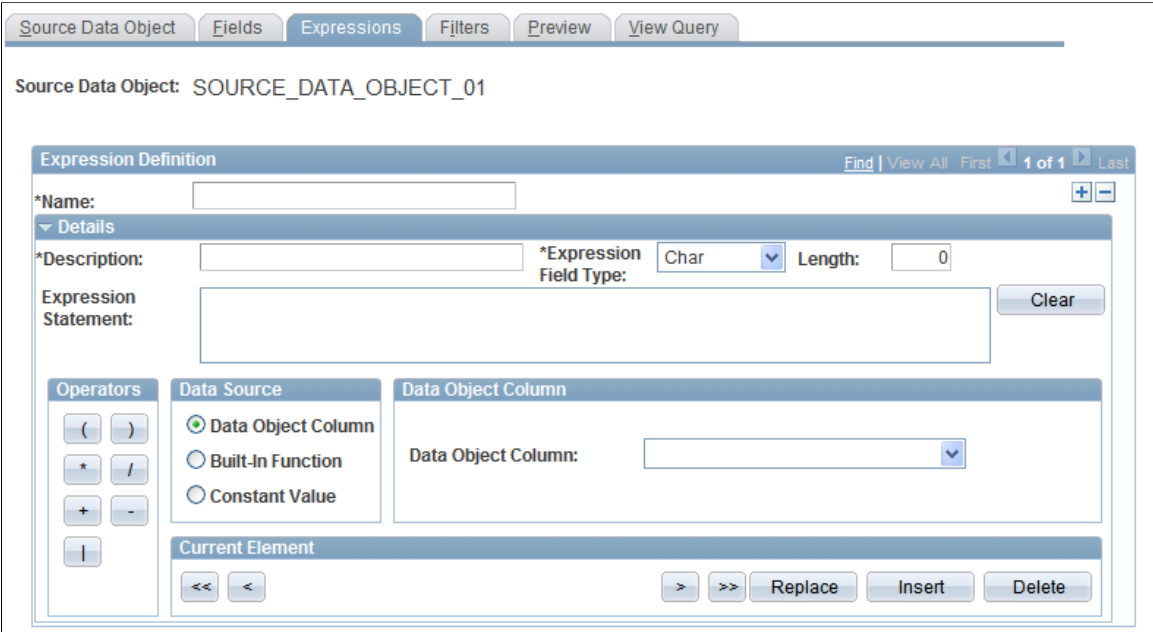 Source Data Object Fields Expressions Filters Preview View Query
Source Data Object: SOURCE_DATA_OBJECT_01
Expression Definition Find | View All First 1 of 1 Last
*Name: + -
Details
*Description: *Expression Field Type: Char Length: 0
Expression Statement: Clear
Operators Data Source Data Object Column
( ) Data Object Column
* / Built-In Function Data Object Column:
+ - Constant Value
| Current Element
<< < > >> Replace Insert Delete